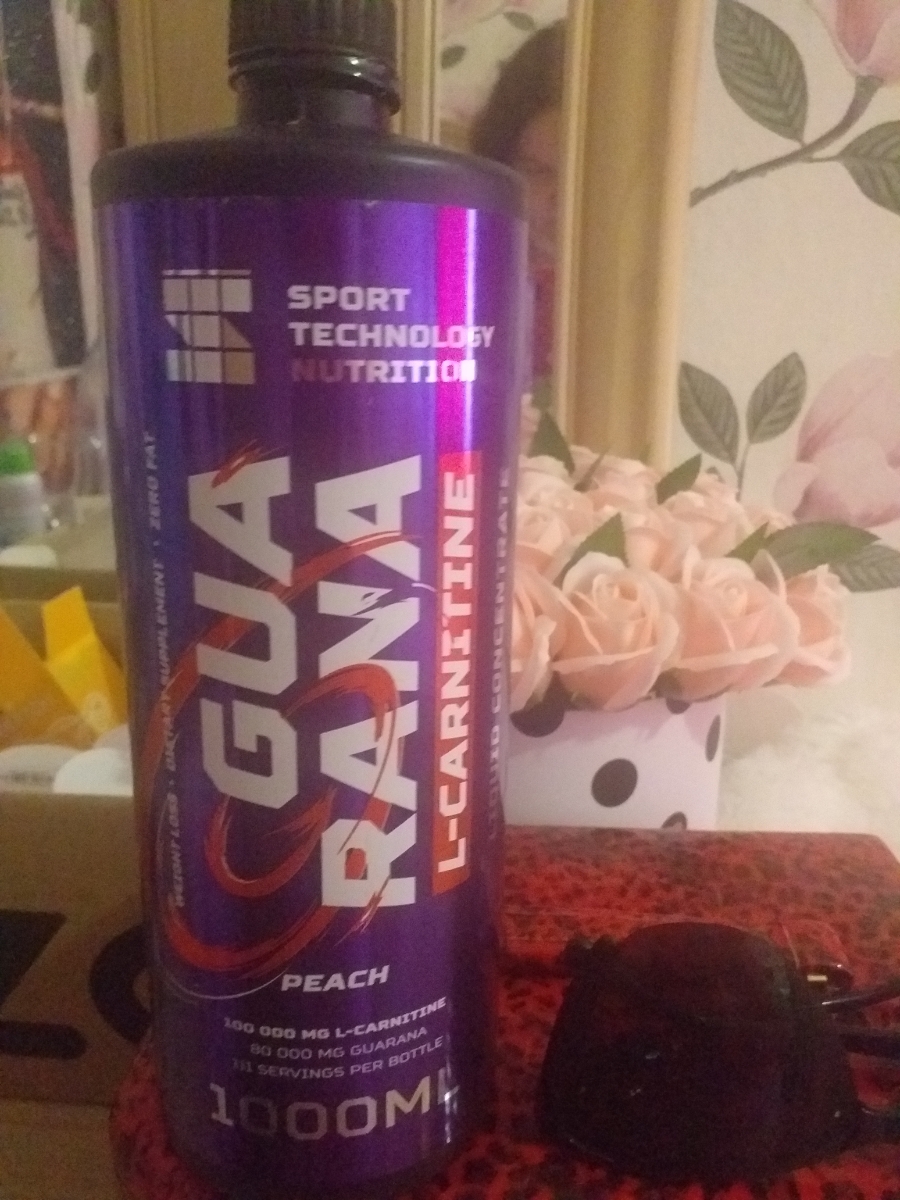 SPORT
TECHNOLOGY
NUTRITION
GUA
RANA
L-CARNITINE
LIQUID CONCENTRATE
WEIGHT LOSS • DIETARY SUPPLEMENT • ZERO FAT
PEACH
100 000 MG L-CARNITINE
80 000 MG GUARANA
111 SERVINGS PER BOTTLE
1000ML